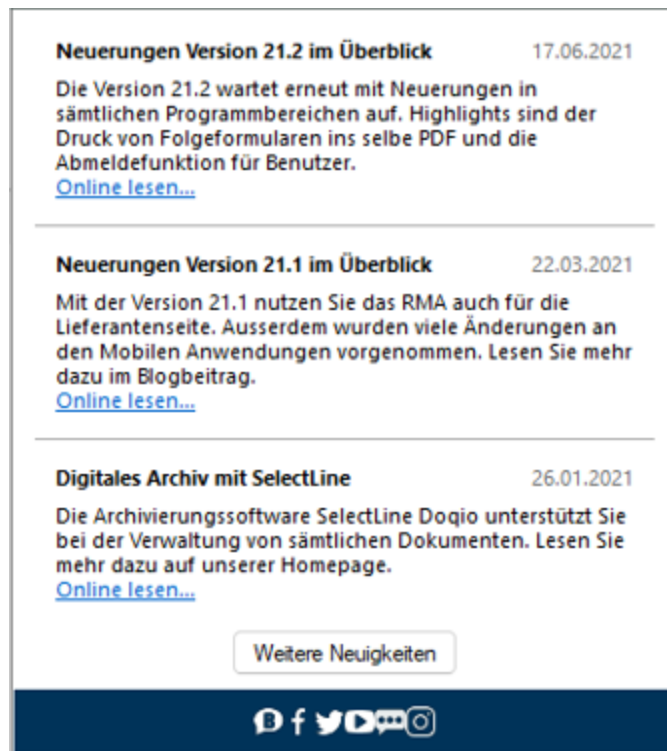 Neuerungen Version 21.2 im Überblick 17.06.2021
Die Version 21.2 wartet erneut mit Neuerungen in
sämtlichen Programmbereichen auf. Highlights sind der
Druck von Folgeformularen ins selbe PDF und die
Abmeldefunktion für Benutzer.
Online lesen...
Neuerungen Version 21.1 im Überblick 22.03.2021
Mit der Version 21.1 nutzen Sie das RMA auch für die
Lieferantenseite. Ausserdem wurden viele Änderungen an
den Mobilen Anwendungen vorgenommen. Lesen Sie mehr
dazu im Blogbeitrag.
Online lesen...
Digitales Archiv mit SelectLine 26.01.2021
Die Archivierungssoftware SelectLine Doqio unterstützt Sie
bei der Verwaltung von sämtlichen Dokumenten. Lesen Sie
mehr dazu auf unserer Homepage.
Online lesen...
Weitere Neuigkeiten